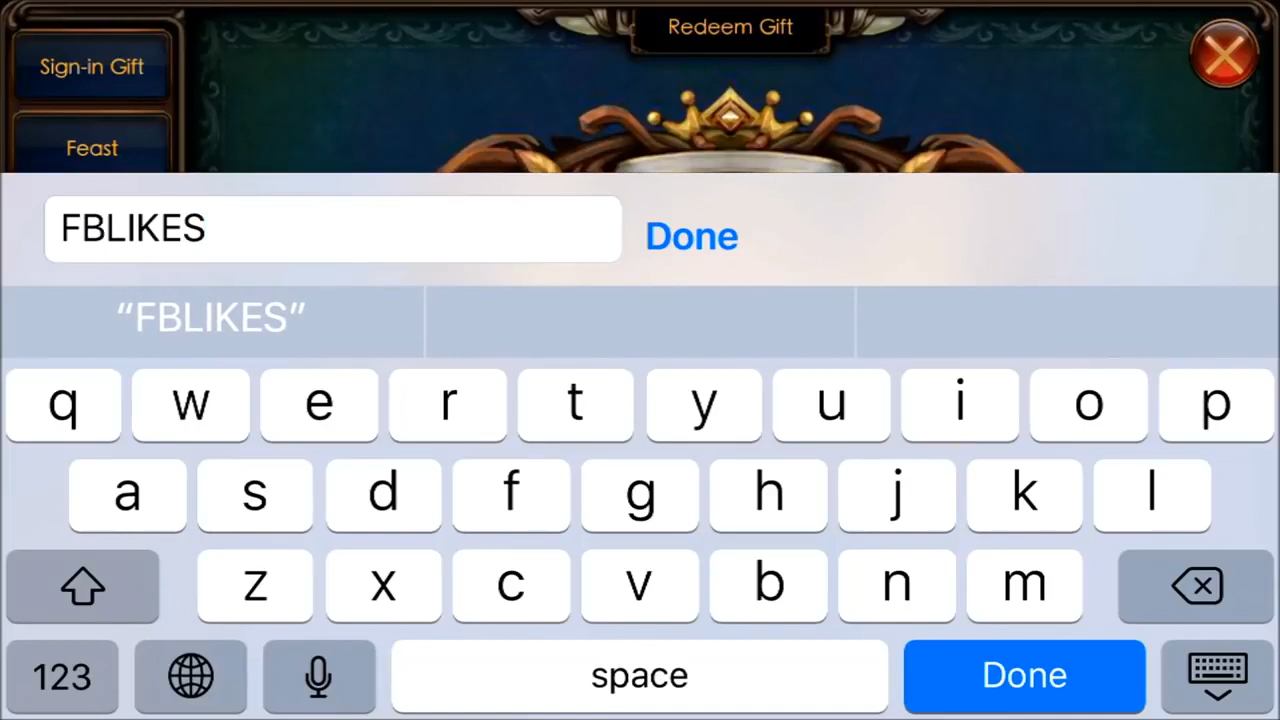 Redeem Gift
Sign-in Gift
Feast
FBLIKES
Done
“FBLIKES”
q w e r t y u i o p
a s d f g h j k l
z x c v b n m
123 space Done